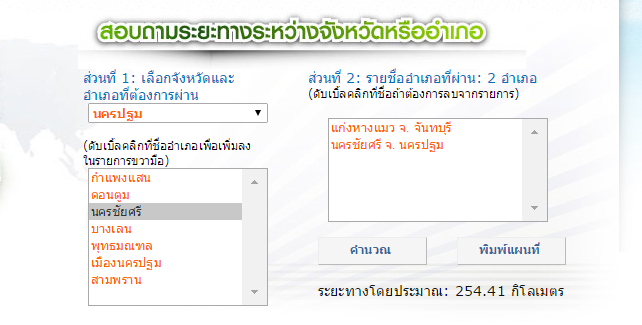 สอบถามระยะทางระหว่างจังหวัดหรืออำเภอ
ส่วนที่ 1: เลือกจังหวัดและ
อำเภอที่ต้องการผ่าน
นครปฐม
(ดับเบิ้ลคลิกที่ชื่ออำเภอเพื่อเพิ่มลง
ในรายการขวามือ)
กำแพงแสน
ดอนตูม
นครชัยศรี
บางเลน
พุทธมณฑล
เมืองนครปฐม
สามพราน
ส่วนที่ 2: รายชื่ออำเภอที่ผ่าน: 2 อำเภอ
(ดับเบิ้ลคลิกที่ชื่อถ้าต้องการลบจากรายการ)
แก่งหางแมว จ. จันทบุรี
นครชัยศรี จ. นครปฐม
คำนวณ
พิมพ์แผนที่
ระยะทางโดยประมาณ: 254.41 กิโลเมตร